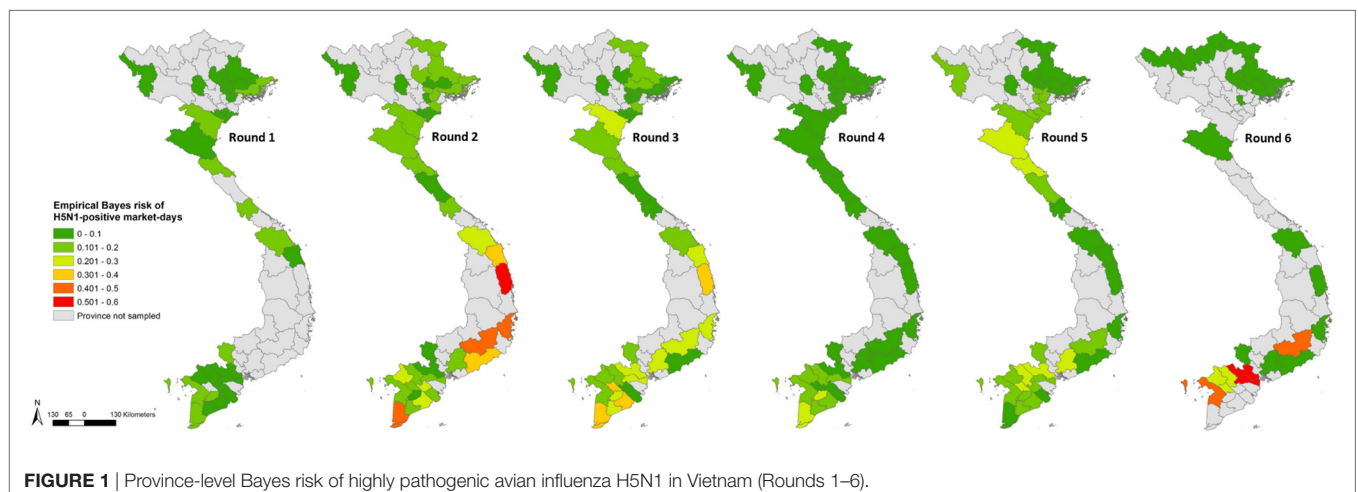 Round 1
Round 2
Round 3
Round 4
Round 5
Round 6
Empirical Bayes risk of
H5N1-positive market-days
0 - 0.1
0.101 - 0.2
0.201 - 0.3
0.301 - 0.4
0.401 - 0.5
0.501 - 0.6
Province not sampled
N
130 65 0 130 Kilometers
FIGURE 1 | Province-level Bayes risk of highly pathogenic avian influenza H5N1 in Vietnam (Rounds 1–6).